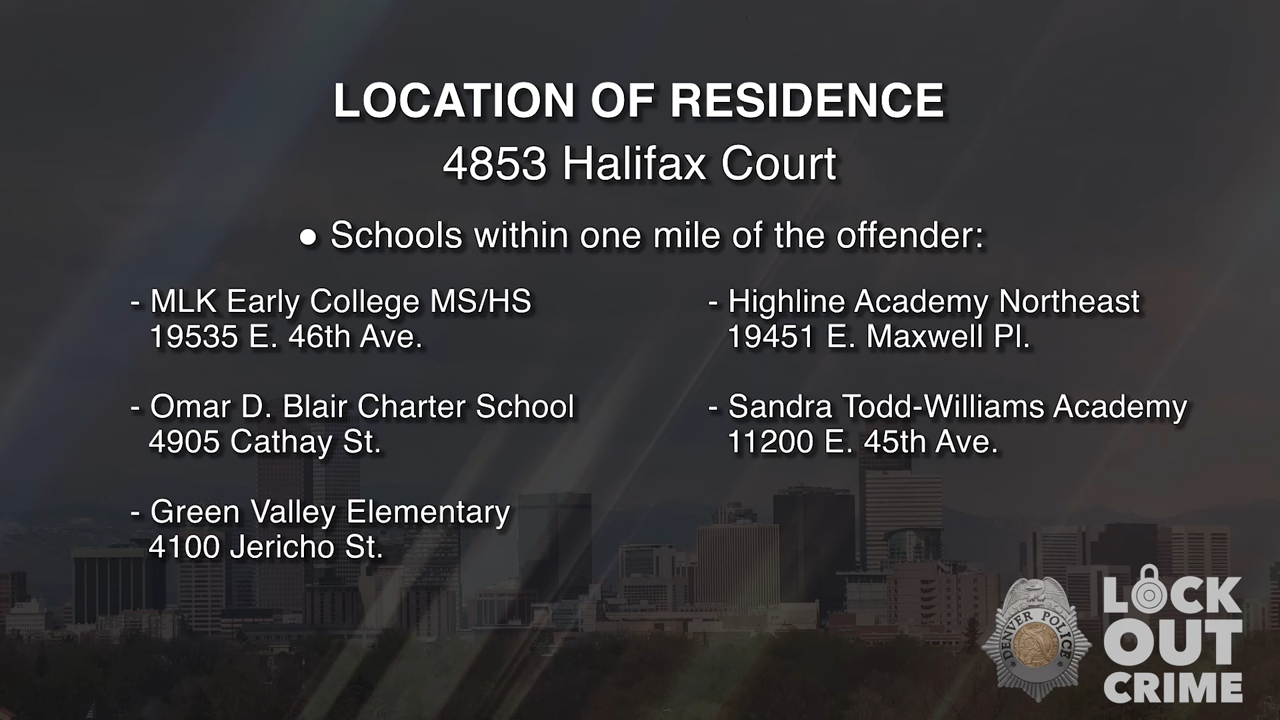 LOCATION OF RESIDENCE
4853 Halifax Court
● Schools within one mile of the offender:
- MLK Early College MS/HS
19535 E. 46th Ave.
- Omar D. Blair Charter School
4905 Cathay St.
- Green Valley Elementary
4100 Jericho St.
- Highline Academy Northeast
19451 E. Maxwell Pl.
- Sandra Todd-Williams Academy
11200 E. 45th Ave.
DENVER POLICE
LOCK
OUT
CRIME